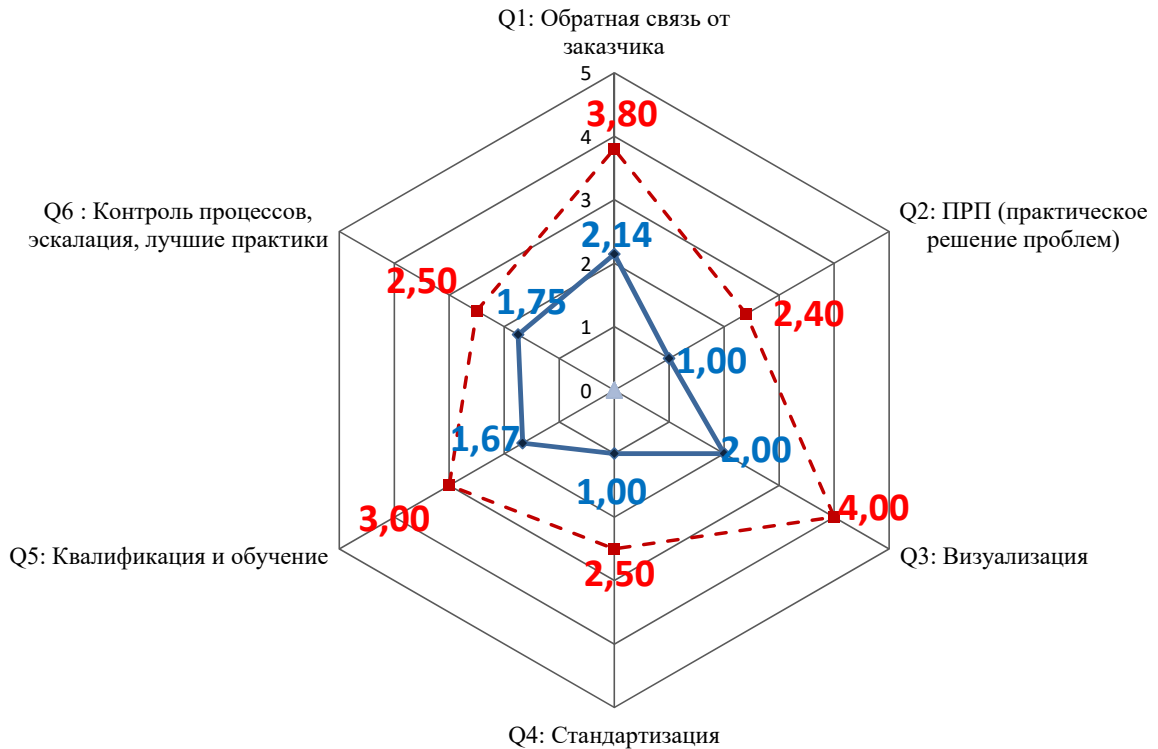 Q1: Обратная связь от
заказчика
5
3,80
4
3
Q6 : Контроль процессов,
эскалация, лучшие практики
Q2: ПРП (практическое
решение проблем)
2,14
2
2,50
1,75
2,40
1
1,00
0
1,67
2,00
1,00
3,00
4,00
Q5: Квалификация и обучение
Q3: Визуализация
2,50
Q4: Стандартизация